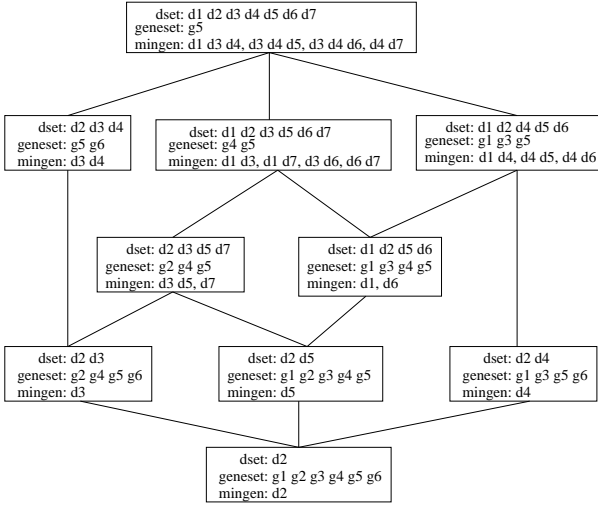 dset: d1 d2 d3 d4 d5 d6 d7
geneset: g5
mingen: d1 d3 d4, d3 d4 d5, d3 d4 d6, d4 d7
dset: d2 d3 d4
geneset: g5 g6
mingen: d3 d4
dset: d1 d2 d3 d5 d6 d7
geneset: g4 g5
mingen: d1 d3, d1 d7, d3 d6, d6 d7
dset: d1 d2 d4 d5 d6
geneset: g1 g3 g5
mingen: d1 d4, d4 d5, d4 d6
dset: d2 d3 d5 d7
geneset: g2 g4 g5
mingen: d3 d5, d7
dset: d1 d2 d5 d6
geneset: g1 g3 g4 g5
mingen: d1, d6
dset: d2 d3
geneset: g2 g4 g5 g6
mingen: d3
dset: d2 d5
geneset: g1 g2 g3 g4 g5
mingen: d5
dset: d2 d4
geneset: g1 g3 g5 g6
mingen: d4
dset: d2
geneset: g1 g2 g3 g4 g5 g6
mingen: d2